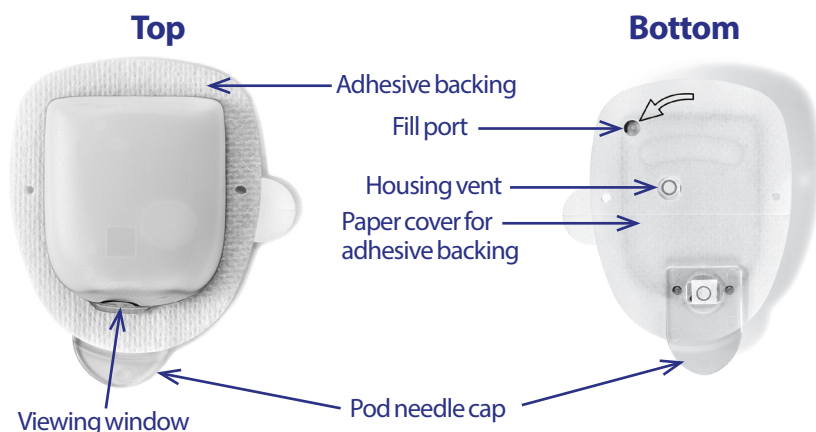 Top
Bottom
Adhesive backing
Fill port
Housing vent
Paper cover for
adhesive backing
Pod needle cap
Viewing window